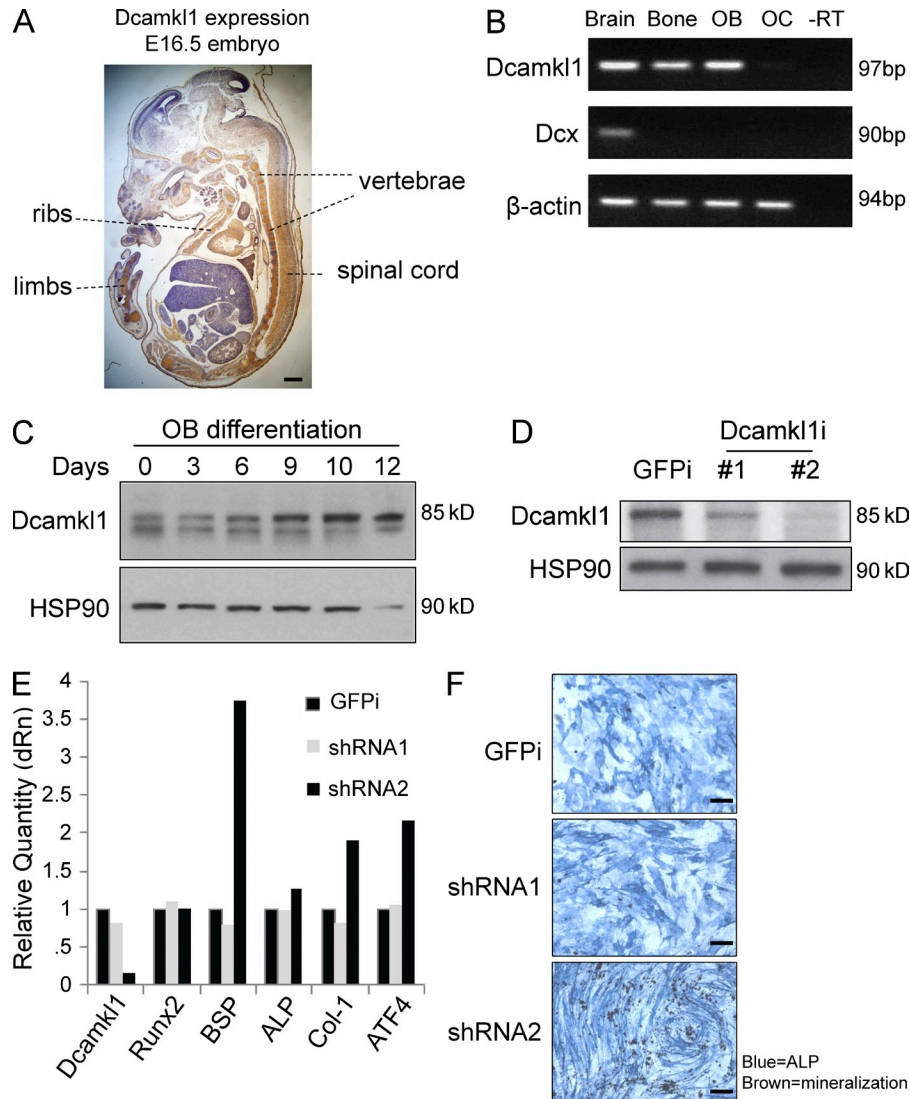 A
Dcamkl1 expression
E16.5 embryo
ribs
limbs
vertebrae
spinal cord
B
Brain Bone OB OC -RT
Dcamkl1 97bp
Dcx 90bp
β-actin 94bp
C
OB differentiation
Days 0 3 6 9 10 12
Dcamkl1 85 kD
HSP90 90 kD
D
Dcamkl1i
GFPi #1 #2
Dcamkl1 85 kD
HSP90 90 kD
E
Relative Quantity (dRn)
4
3.5
3
2.5
2
1.5
1
.5
0
GFPi
shRNA1
shRNA2
Dcamkl1
Runx2
BSP
ALP
Col-1
ATF4
F
GFPi
shRNA1
shRNA2
Blue=ALP
Brown=mineralization